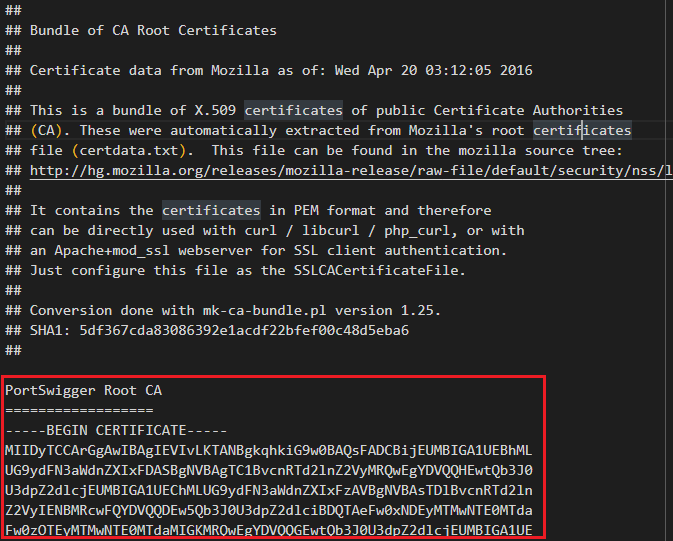 ##
## Bundle of CA Root Certificates
##
## Certificate data from Mozilla as of: Wed Apr 20 03:12:05 2016
##
## This is a bundle of X.509 certificates of public Certificate Authorities
## (CA). These were automatically extracted from Mozilla's root certificates
## file (certdata.txt).  This file can be found in the mozilla source tree:
## http://hg.mozilla.org/releases/mozilla-release/raw-file/default/security/nss/l
##
## It contains the certificates in PEM format and therefore
## can be directly used with curl / libcurl / php_curl, or with
## an Apache+mod_ssl webserver for SSL client authentication.
## Just configure this file as the SSLCACertificateFile.
##
## Conversion done with mk-ca-bundle.pl version 1.25.
## SHA1: 5df367cda83086392e1acdf22bfef00c48d5eba6
##
PortSwigger Root CA
==================
-----BEGIN CERTIFICATE-----
MIIDyTCCArGgAwIBAgIEVIvLKTANBgkqhkiG9w0BAQsFADCBijEUMBIGA1UEBhML
UG9ydFN3aWdnZXIxFDASBgNVBAgTC1BvcnRTd2lnZ2VyMRQwEgYDVQQHEwtQb3J0
U3dpZ2dlcjEUMBIGA1UEChMLUG9ydFN3aWdnZXIxFzAVBgNVBAsTDlBvcnRTd2ln
Z2VyIENBMRcwFQYDVQQDEw5Qb3J0U3dpZ2dlciBDQTAeFw0xNDEyMTMwNTE0MTda
Fw0zOTEyMTMwNTE0MTdaMIGKMRQwEgYDVQQGEwtQb3J0U3dpZ2dlcjEUMBIGA1UE